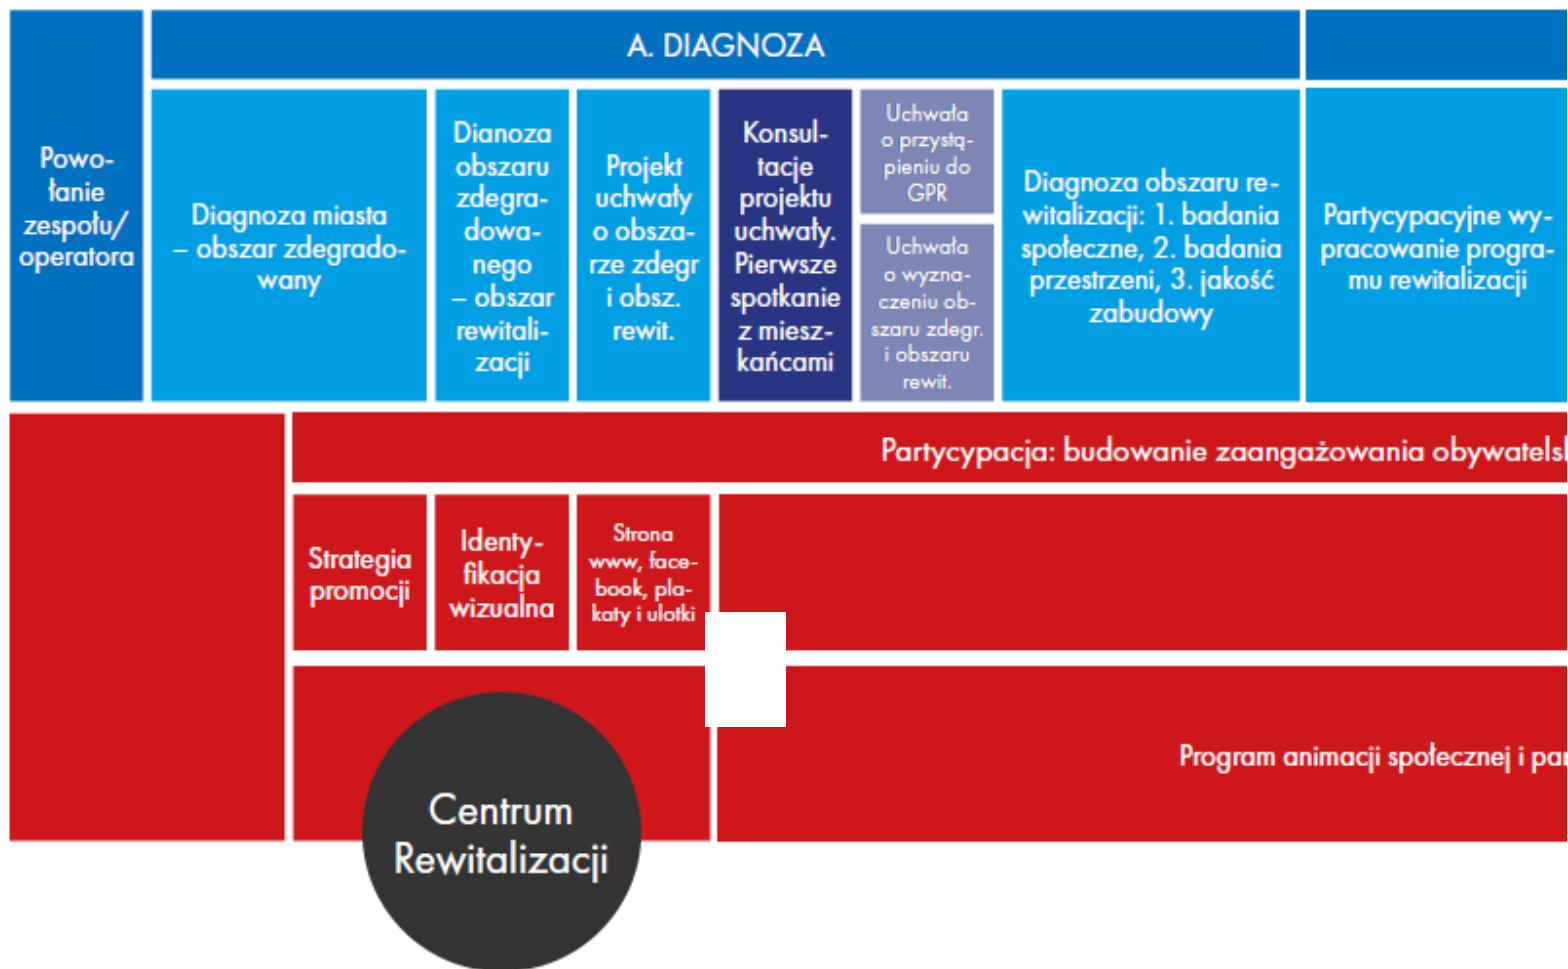 A. DIAGNOZA
Powo-
łanie
zespołu/
operatora
Diagnoza miasta
– obszar zdegrado-
wany
Dianoza
obszaru
zdegra-
dowa-
nego
– obszar
rewitali-
zacji
Projekt
uchwały
o obsza-
rze zdegr
i obsz.
rewit.
Konsul-
tacje
projektu
uchwały.
Pierwsze
spotkanie
z miesz-
kańcami
Uchwała
o przystą-
pieniu do
GPR
Uchwała
o wyzna-
czeniu ob-
szaru zdegr.
i obszaru
rewit.
Diagnoza obszaru re-
witalizacji: 1. badania
społeczne, 2. badania
przestrzeni, 3. jakość
zabudowy
Partycypacyjne wy-
pracowanie progra-
mu rewitalizacji
Partycypacja: budowanie zaangażowania
Strategia
promocji
Identy-
fikacja
wizualna
Strona
www, face-
book, pla-
katy i ulotki
Program animacji społecznej i
Centrum
Rewitalizacji